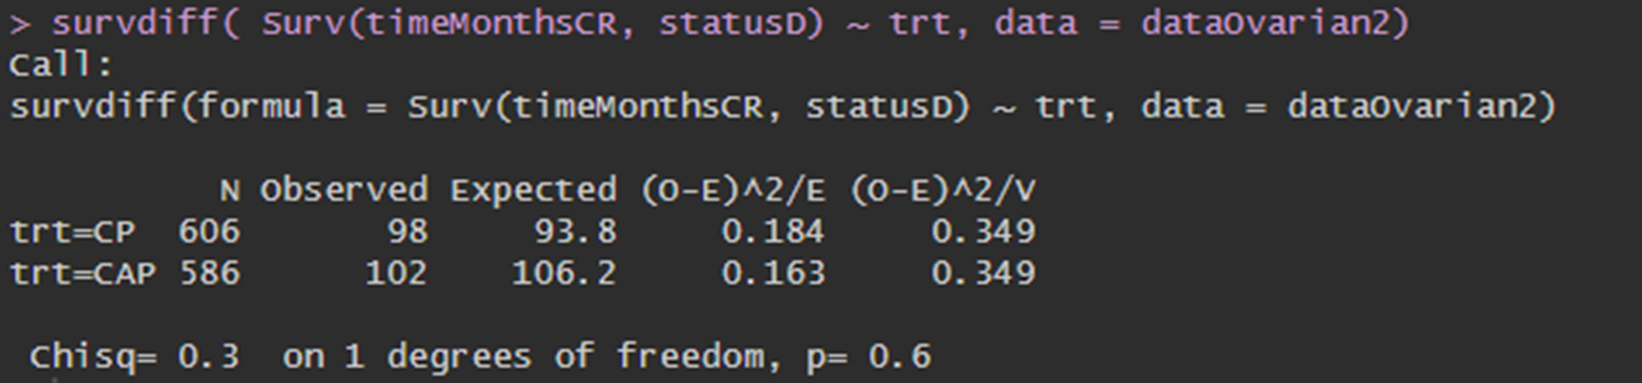 > survdiff( Surv(timeMonthsCR, statusD) ~ trt, data = dataOvarian2)
Call:
survdiff(formula = Surv(timeMonthsCR, statusD) ~ trt, data = dataOvarian2)
N Observed Expected (O-E)^2/E (O-E)^2/V
trt=CP 606 98 93.8 0.184 0.349
trt=CAP 586 102 106.2 0.163 0.349
Chisq= 0.3 on 1 degrees of freedom, p= 0.6